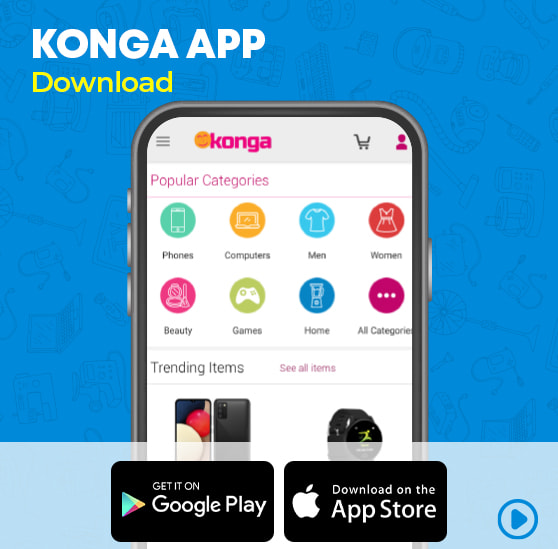 KONGA APP
Download
konga
Popular Categories
Phones
Computers
Men
Women
Beauty
Games
Home
All Categories
Trending Items
See all items
GET IT ON
Google Play
Download on the
App Store